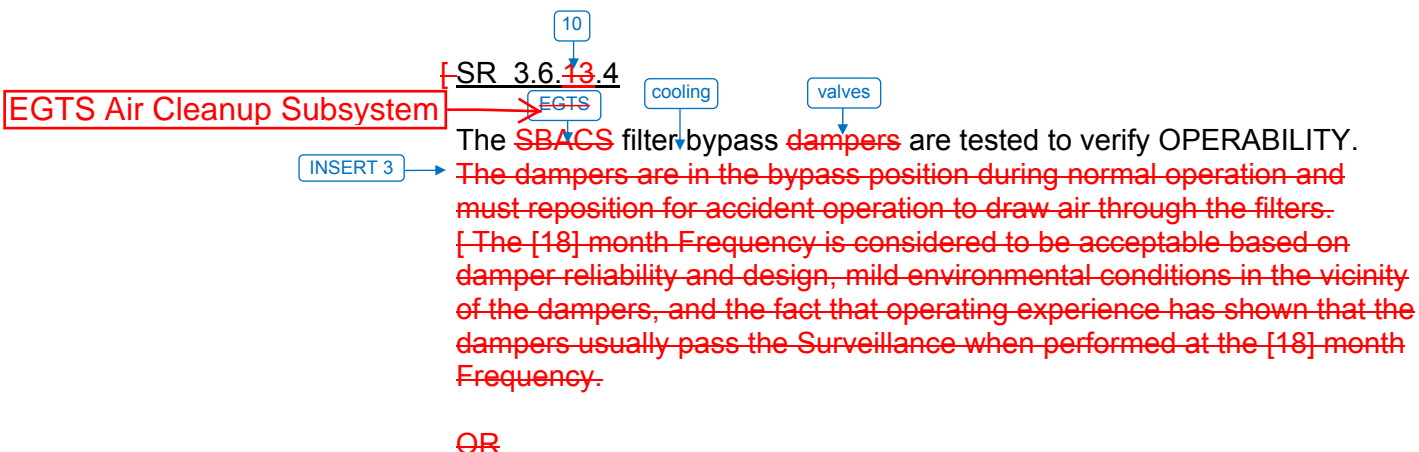 10
[ SR 3.6.13.4
EGTS Air Cleanup Subsystem
EGTS cooling valves
The SBACS filter bypass dampers are tested to verify OPERABILITY.
INSERT 3
The dampers are in the bypass position during normal operation and
must reposition for accident operation to draw air through the filters.
[ The [18] month Frequency is considered to be acceptable based on
damper reliability and design, mild environmental conditions in the vicinity
of the dampers, and the fact that operating experience has shown that the
dampers usually pass the Surveillance when performed at the [18] month
Frequency.
OR